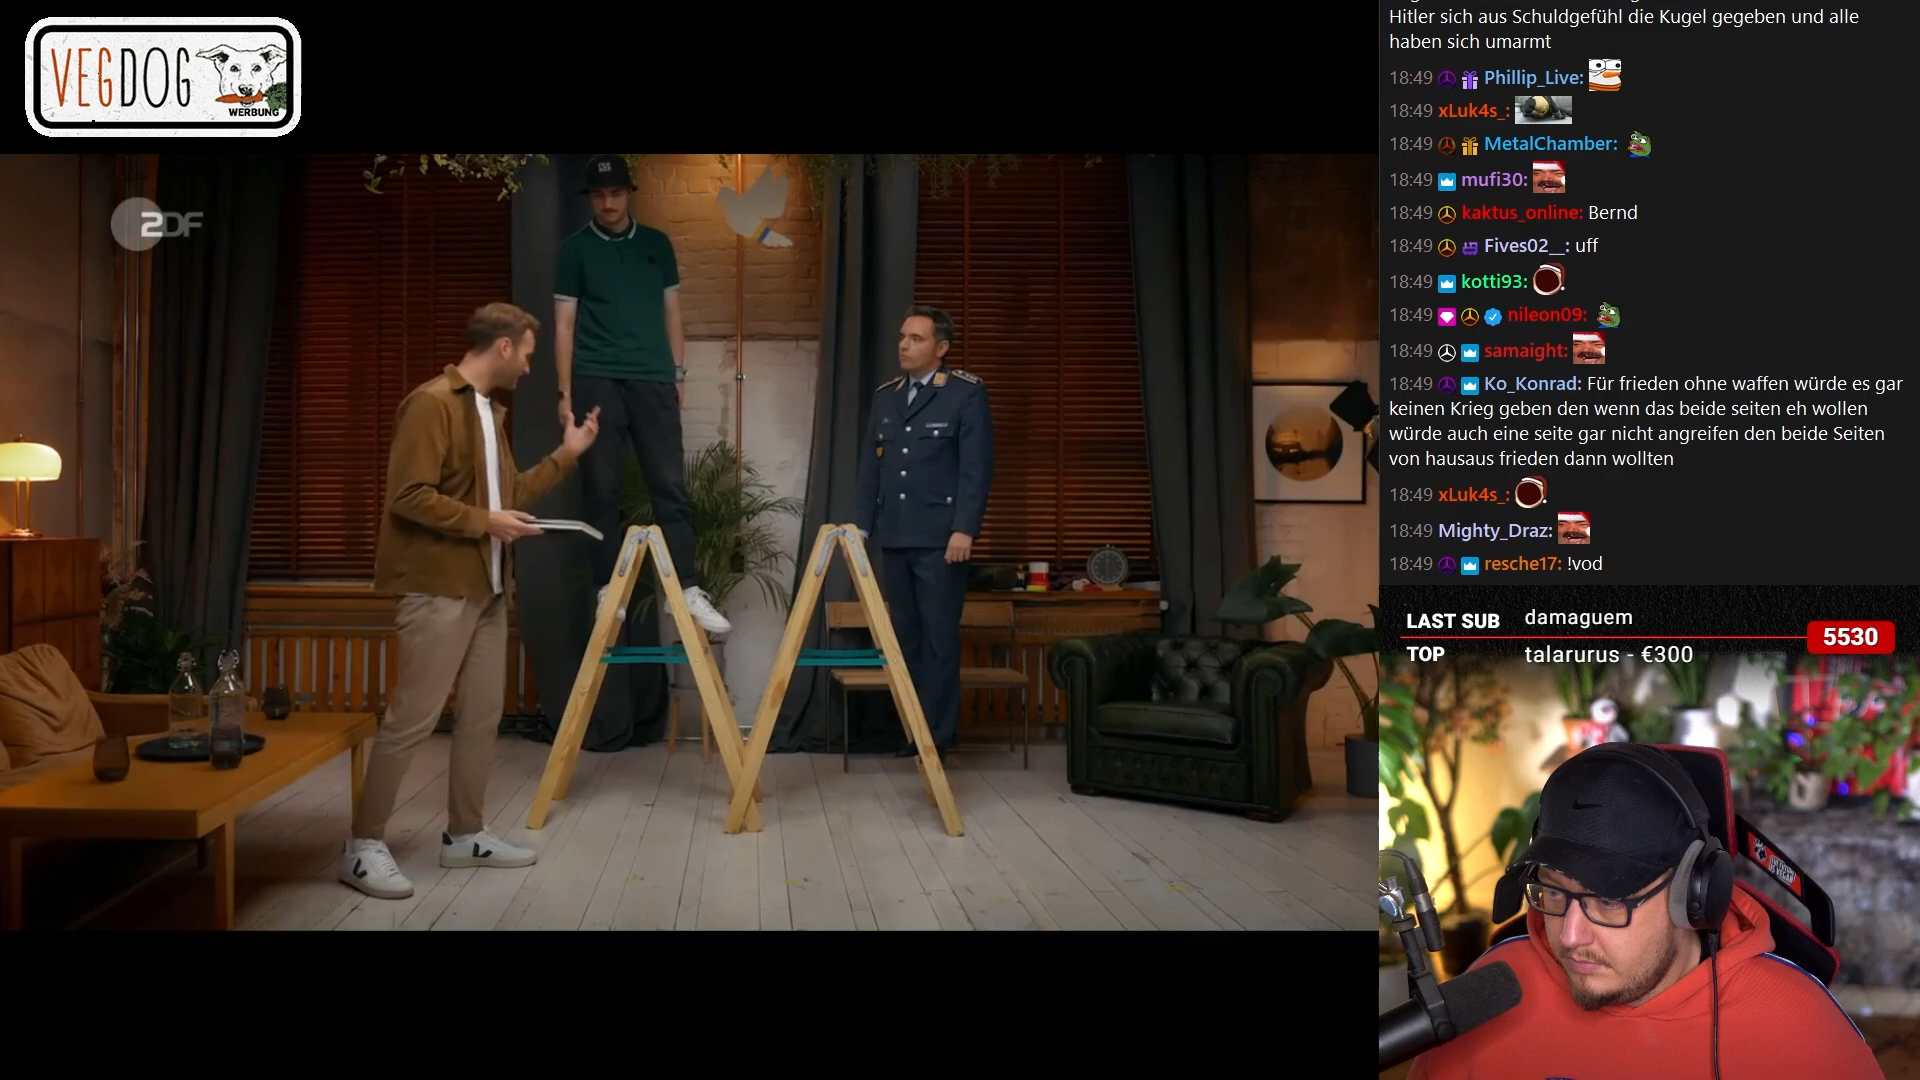 VEGDOG
WERBUNG
ZDF
Hitler sich aus Schuldgefühl die Kugel gegeben und alle
haben sich umarmt
18:49 Phillip_Live:
18:49 xLuk4s_:
18:49 MetalChamber:
18:49 mufi30:
18:49 kaktus_online: Bernd
18:49 Fives02__: uff
18:49 kotti93:
18:49 nileon09:
18:49 samaight:
18:49 Ko_Konrad: Für frieden ohne waffen würde es gar
keinen Krieg geben den wenn das beide seiten eh wollen
würde auch eine seite gar nicht angreifen den beide Seiten
von hausaus frieden dann wollten
18:49 xLuk4s_:
18:49 Mighty_Draz:
18:49 resche17: !vod
LAST SUB damaguem
5530
TOP talarurus - €300